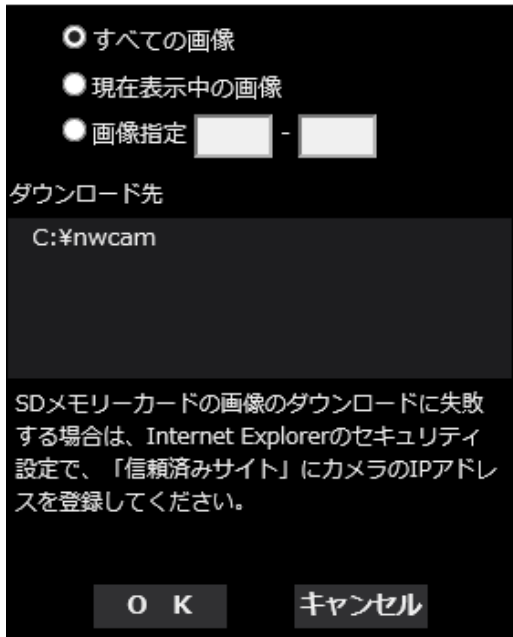 すべての画像
現在表示中の画像
画像指定 -
ダウンロード先
C:¥nwcam
SDメモリーカードの画像のダウンロードに失敗
する場合は、Internet Explorerのセキュリティ
設定で、「信頼済みサイト」にカメラのIPアドレ
スを登録してください。
O K キャンセル